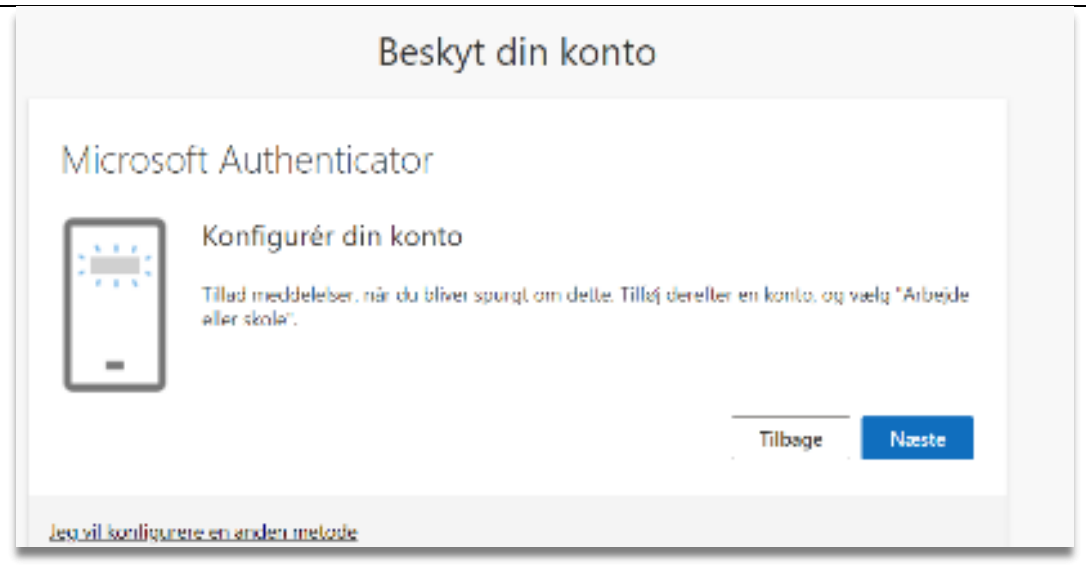 Beskyt din konto
Microsoft Authenticator
Konfigurér din konto
Tillad meddelelser, når du bliver spurgt om dette. Tilføj derefter en konto, og vælg "Arbejde
eller skole".
Tilbage
Næste
Jeg vil konfigurere en anden metode